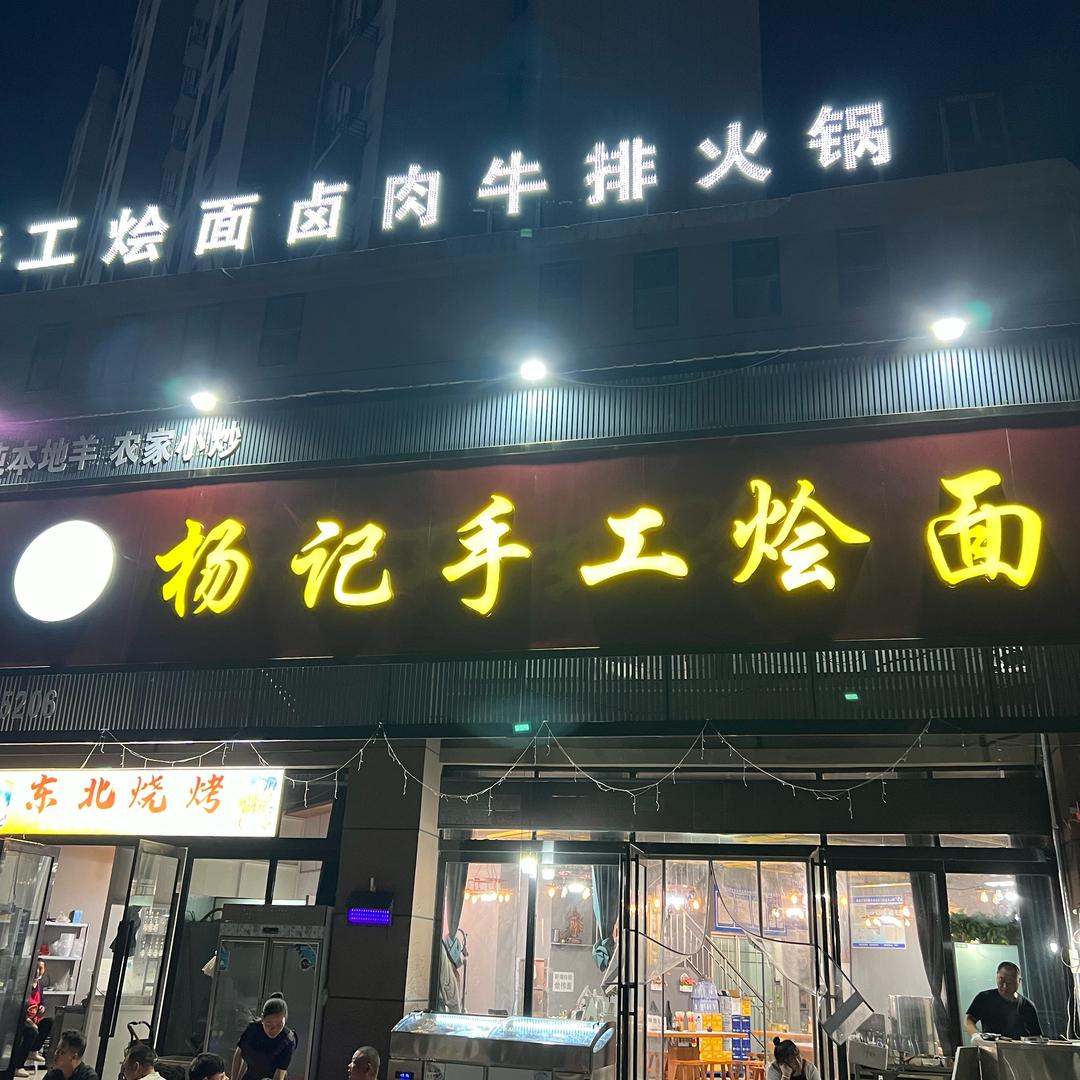 工烩面卤肉牛排火锅
本地羊 农家小炒
杨记手工烩面
5206
东北烧烤